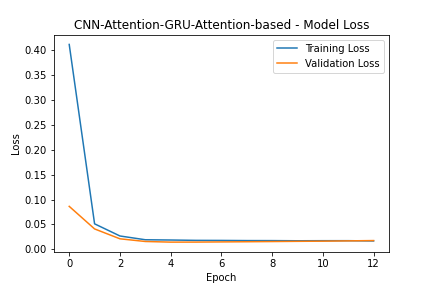 CNN-Attention-GRU-Attention-based - Model Loss
Training Loss
Validation Loss
0.40
0.35
0.30
0.25
0.20
0.15
0.10
0.05
0.00
Loss
0 2 4 6 8 10 12
Epoch